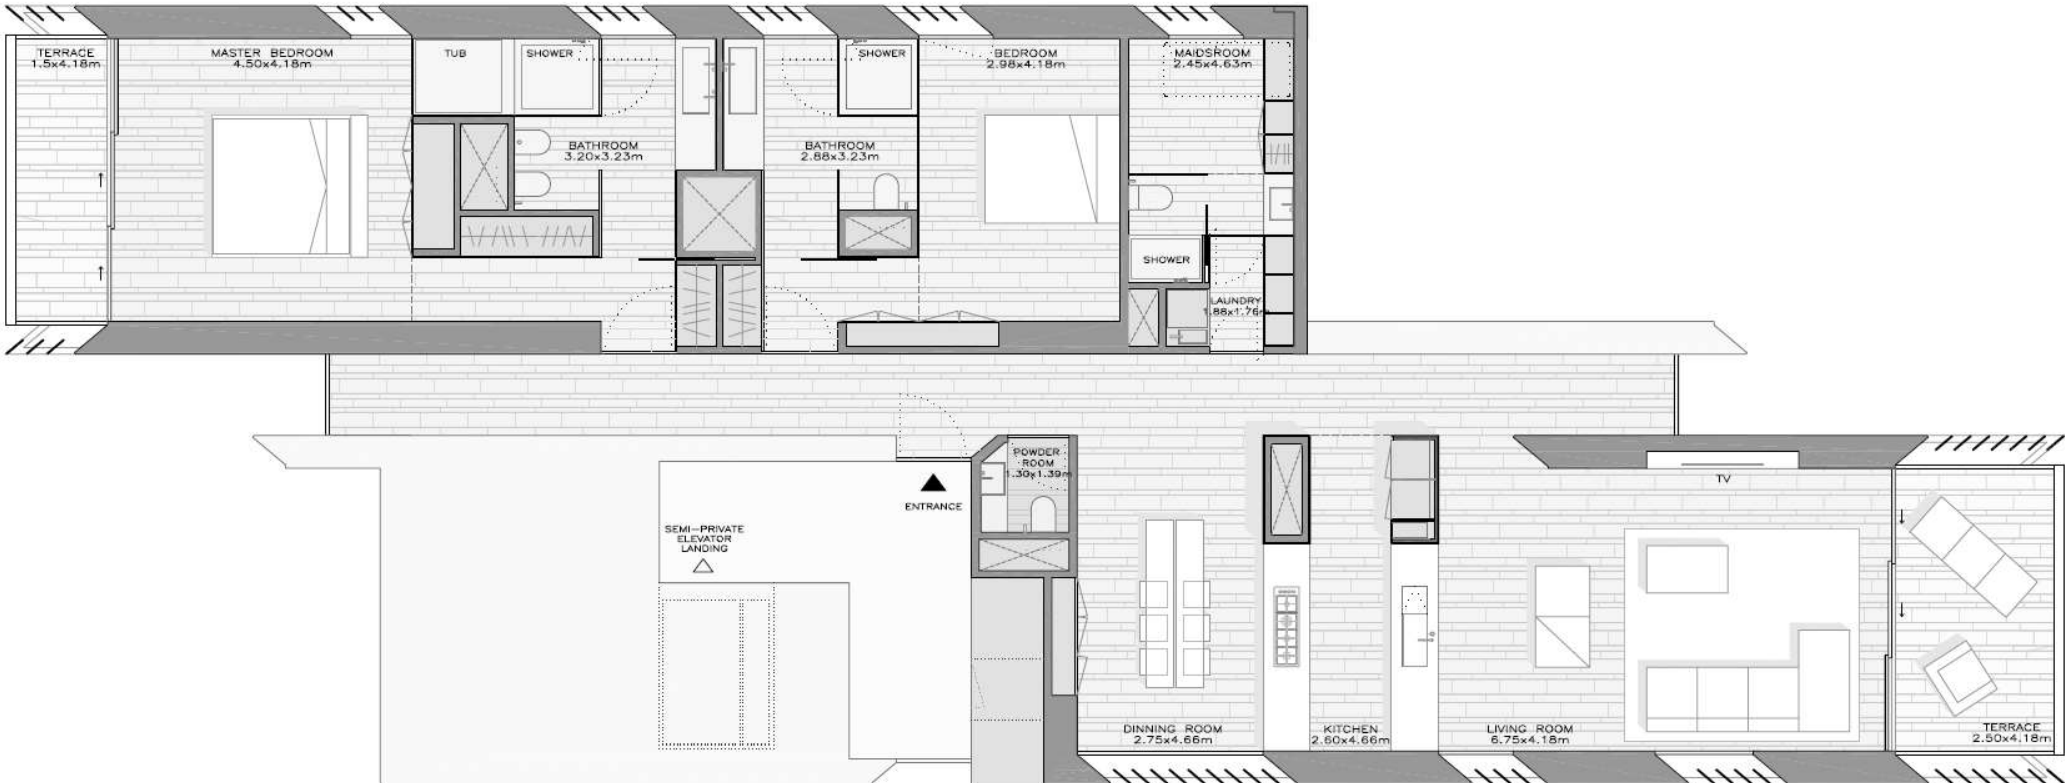 TERRACE
1.5x4.18m
MASTER BEDROOM
4.50x4.18m
TUB
SHOWER
BATHROOM
3.20x3.23m
SHOWER
BATHROOM
2.88x3.23m
BEDROOM
2.98x4.18m
MAIDSROOM
2.45x4.63m
SHOWER
LAUNDRY
1.88x1.76m
POWDER
ROOM
1.30x1.39m
ENTRANCE
SEMI-PRIVATE
ELEVATOR
LANDING
TV
DINNING ROOM
2.75x4.66m
KITCHEN
2.60x4.66m
LIVING ROOM
6.75x4.18m
TERRACE
2.50x4.18m